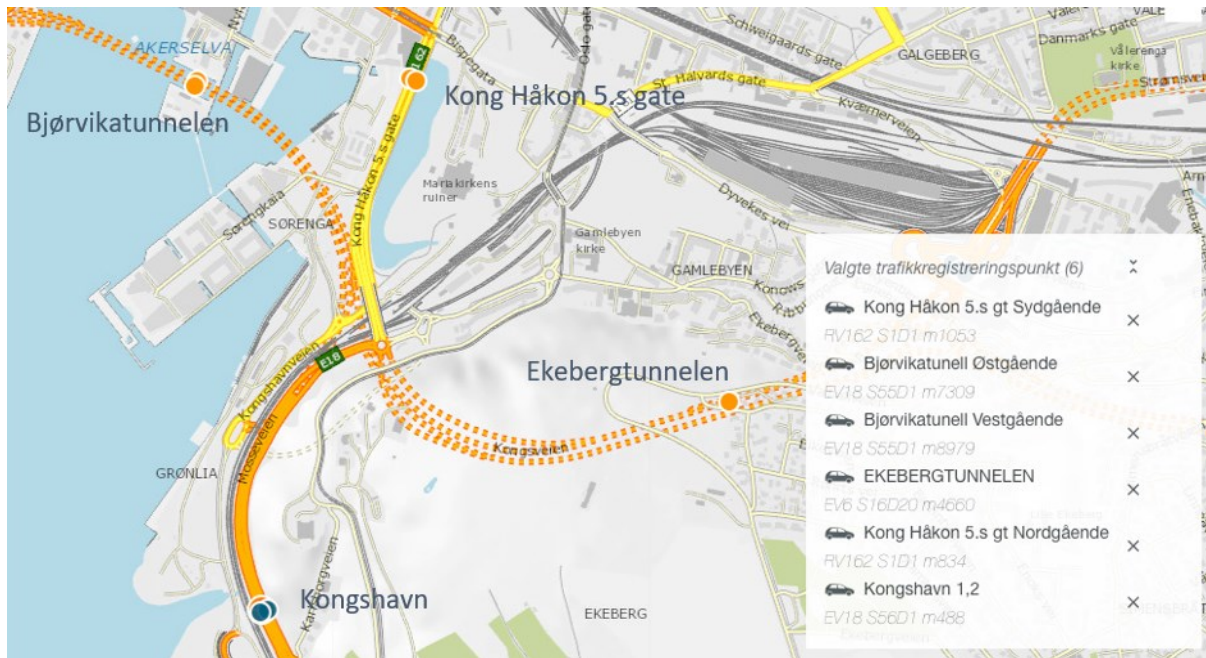 AKERSELVA
Bjørvikatunnelen
Bispegata
Kong Håkon 5.s gate
Kong Håkon 5.s gate
Oslo gate
Schweigaards gate
St. Halvards gate
GALGEBERG
Danmarks gate
VALE
Vålerenga
kirke
Kværnerveien
Dyvekes vei
Mariakirkens
ruiner
Sørengkaia
SØRENGA
Gamlebyen
kirke
GAMLEBYEN
Ekebergveien
E18
Kongshavnveien
Mosseveien
GRØNLIA
Ekebergtunnelen
Kongsveien
Karlsborgveien
Kongshavn
EKEBERG
Ekebergveien
Valgte trafikkregistreringspunkt (6)
Kong Håkon 5.s gt Sydgående
RV162 S1D1 m1053
Bjørvikatunell Østgående
EV18 S55D1 m7309
Bjørvikatunell Vestgående
EV18 S55D1 m8979
EKEBERGTUNNELEN
EV6 S16D20 m4660
Kong Håkon 5.s gt Nordgående
RV162 S1D1 m834
Kongshavn 1,2
EV18 S56D1 m488